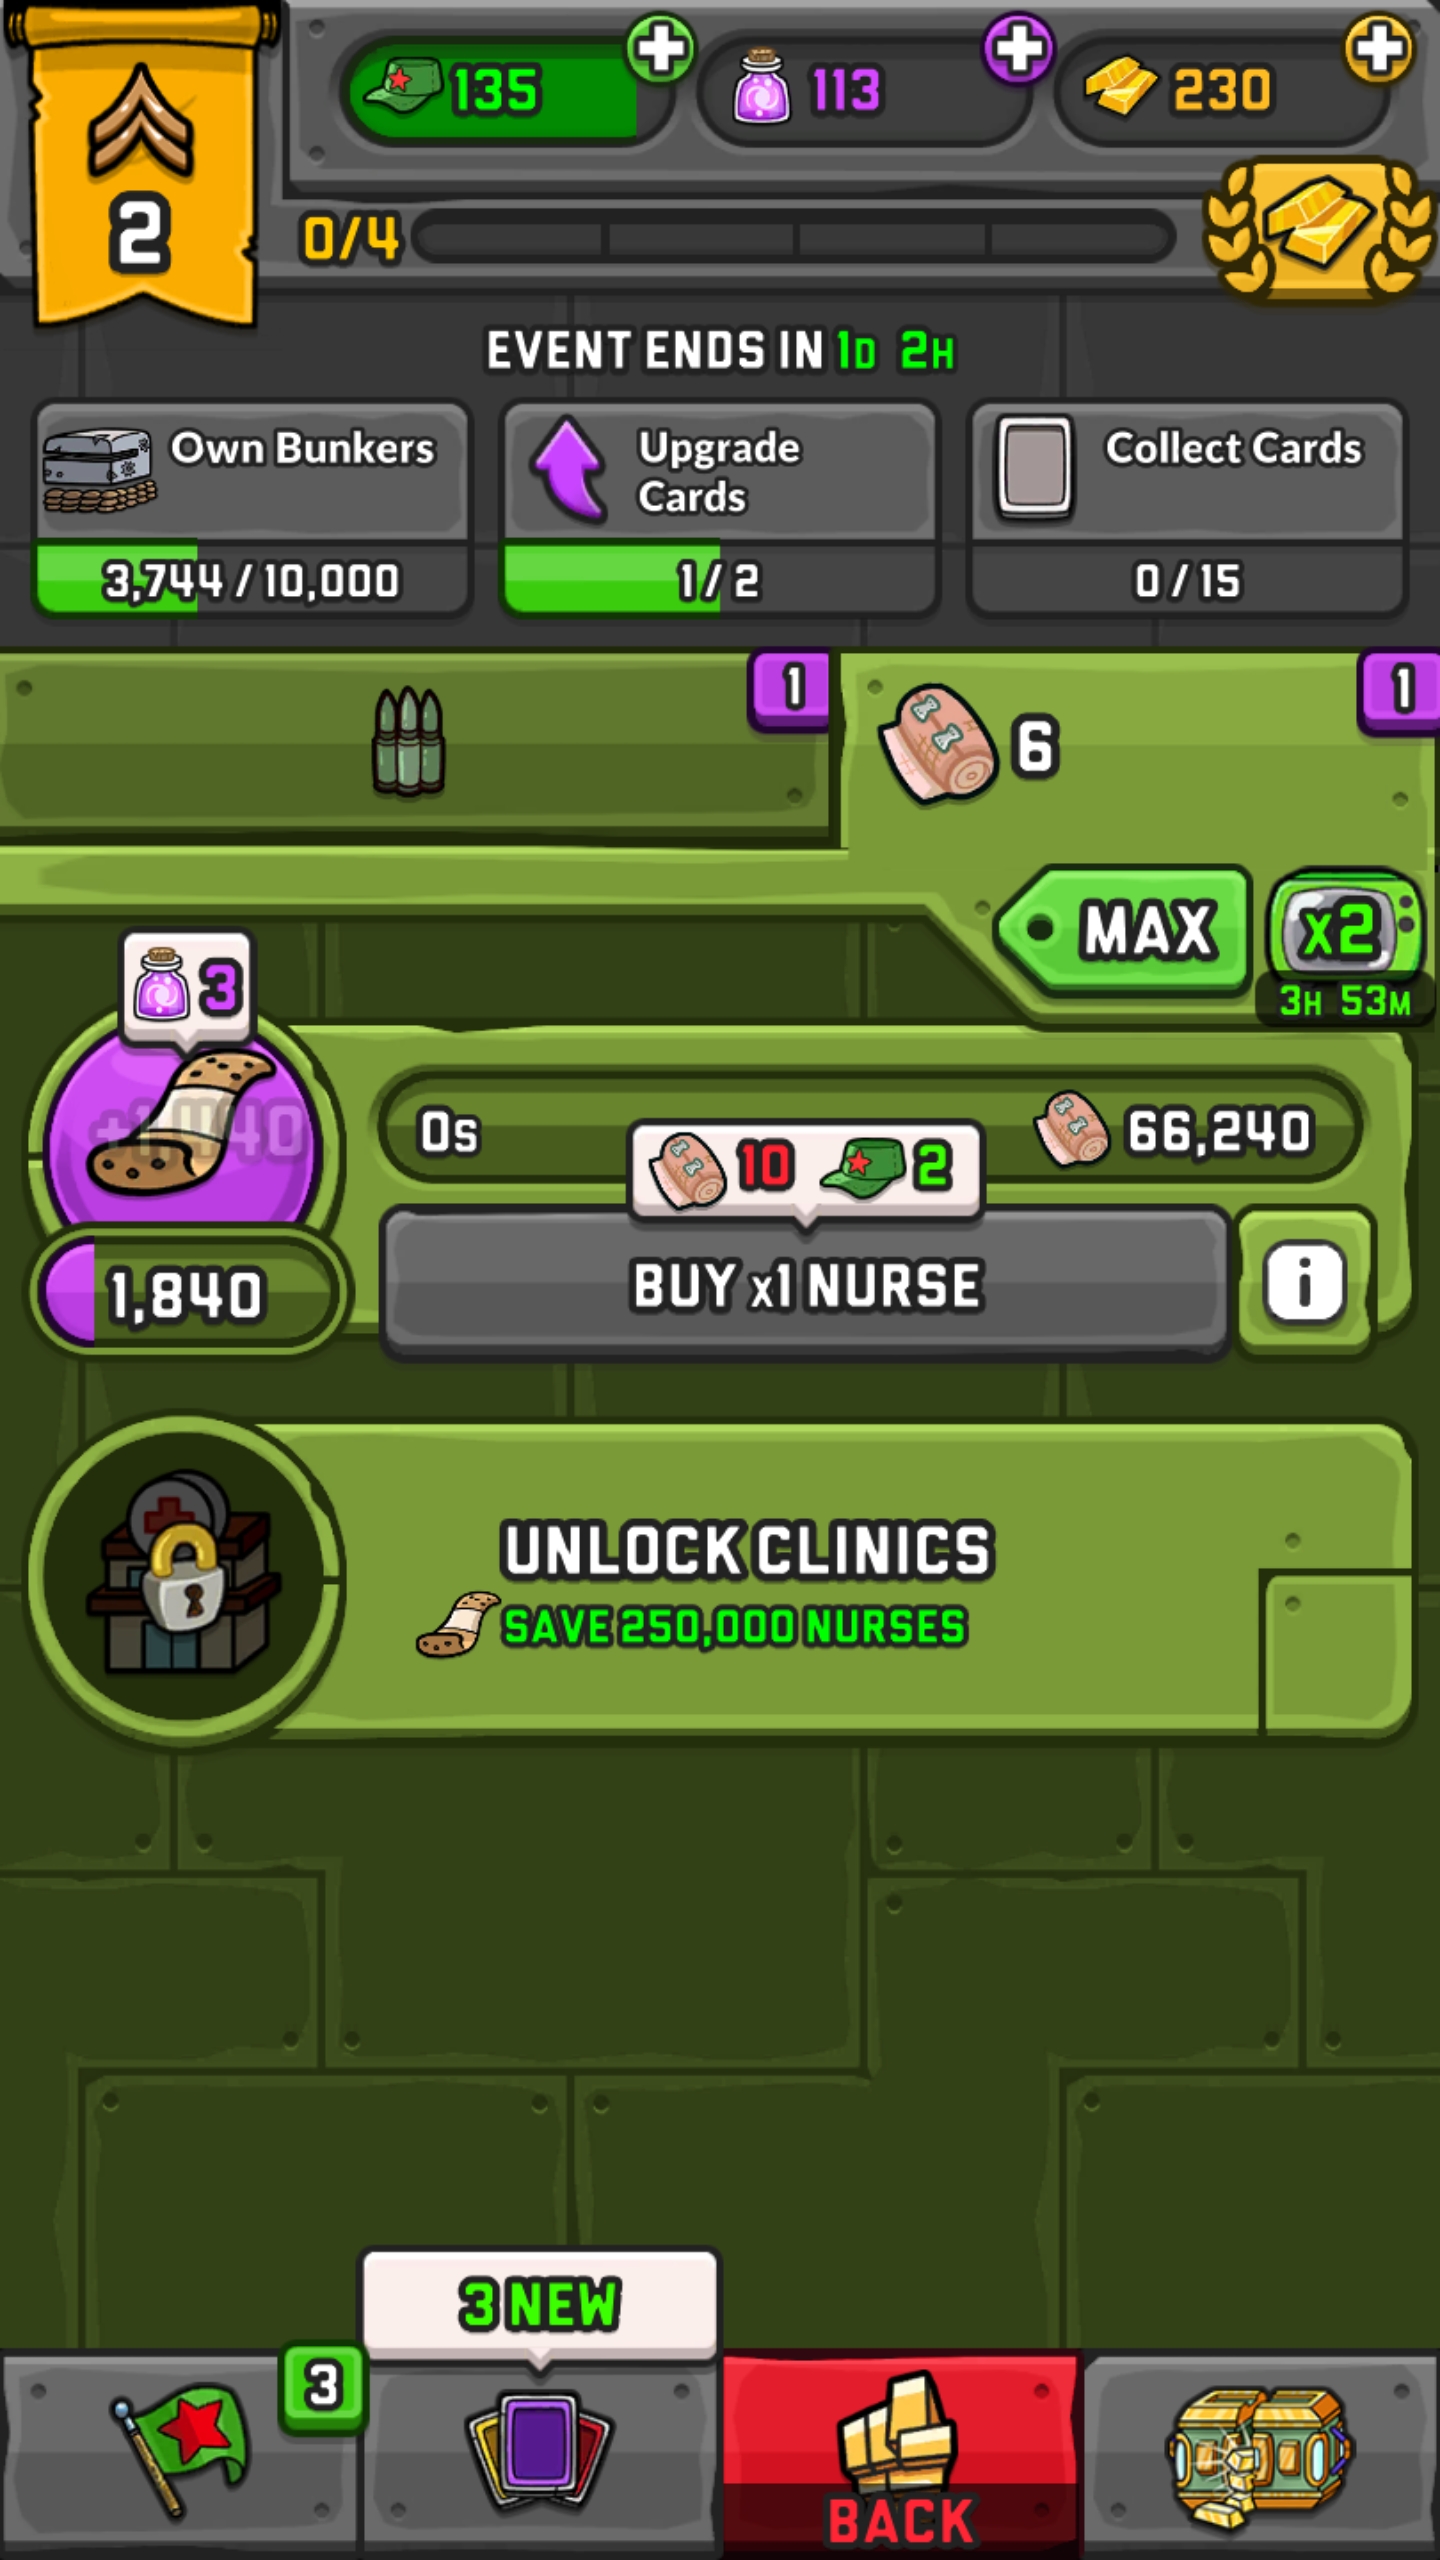 135
113
230
2
0/4
EVENT ENDS IN 1D 2H
Own Bunkers
3,744 / 10,000
Upgrade
Cards
1 / 2
Collect Cards
0 / 15
1
6
1
MAX
x2
3H 53M
3
0s
66,240
10
2
1,840
BUY x1 NURSE
i
UNLOCK CLINICS
SAVE 250,000 NURSES
3 NEW
3
BACK